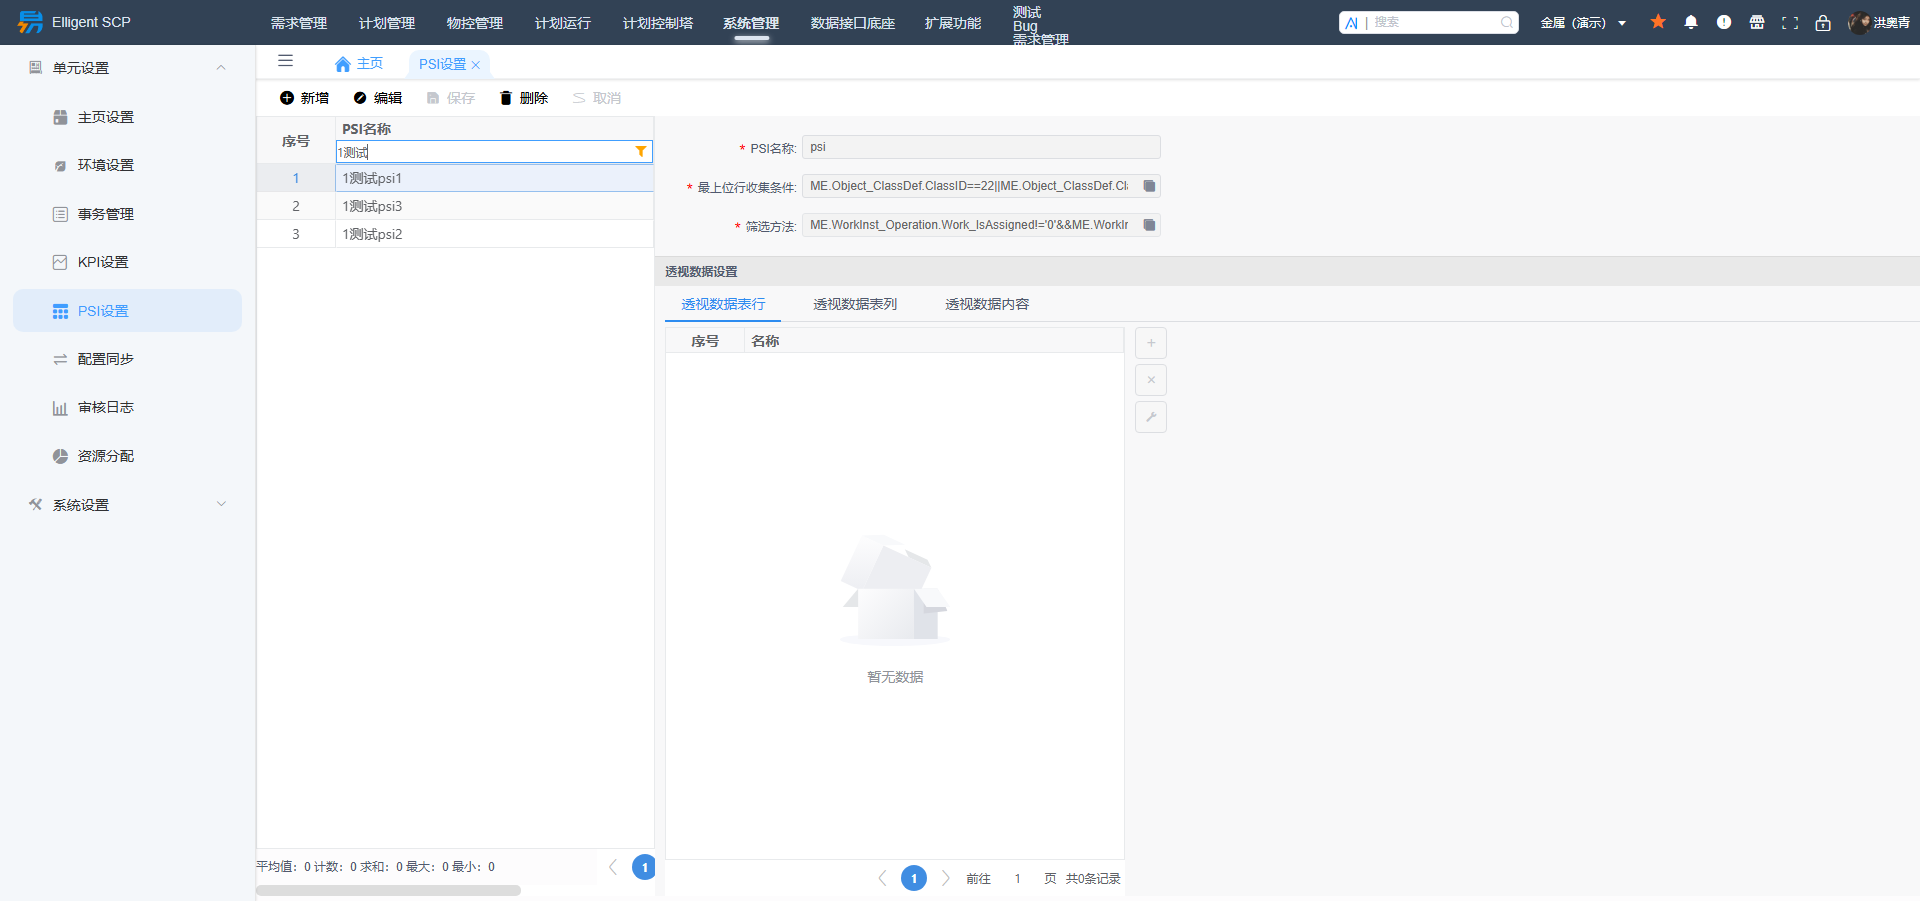 Elligent SCP
需求管理
计划管理
物控管理
计划运行
计划控制塔
系统管理
数据接口底座
扩展功能
测试
Bug
需求管理
AI | 搜索
金属（演示）
洪奥青
单元设置
主页设置
环境设置
事务管理
KPI设置
PSI设置
配置同步
审核日志
资源分配
系统设置
主页
PSI设置
新增
编辑
保存
删除
取消
序号
PSI名称
1测试
1 1测试psi1
2 1测试psi3
3 1测试psi2
平均值：0 计数：0 求和：0 最大：0 最小：0
1
* PSI名称: psi
* 最上位行收集条件: ME.Object_ClassDef.ClassID==22||ME.Object_ClassDef.Cl
* 筛选方法: ME.WorkInst_Operation.Work_IsAssigned!='0'&&ME.WorkIr
透视数据设置
透视数据表行
透视数据表列
透视数据内容
序号 名称
暂无数据
1 前往 1 页 共0条记录